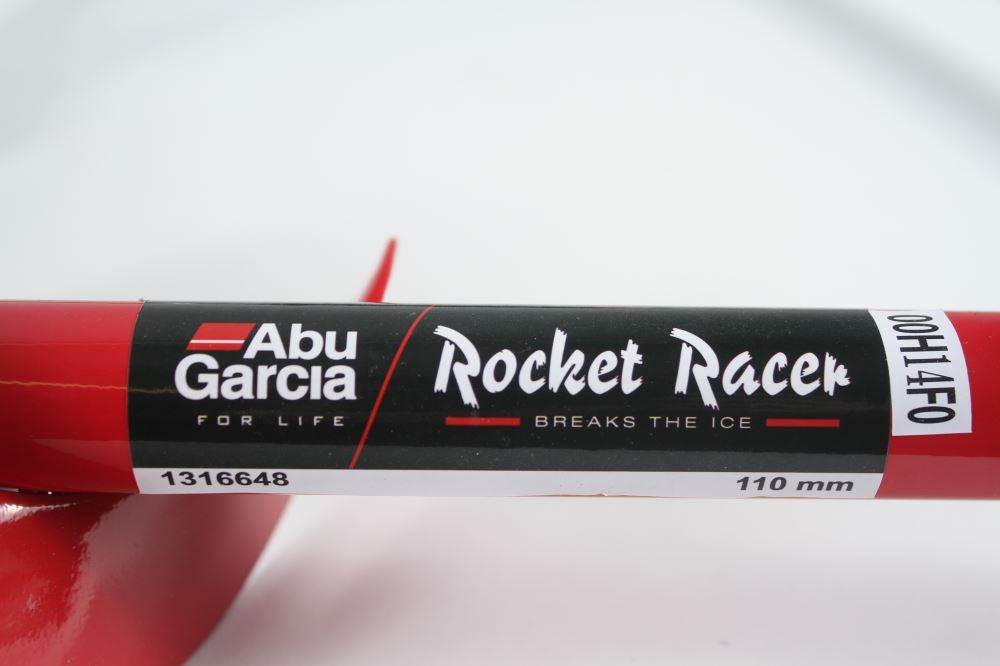 Abu
Garcia
FOR LIFE
Rocket Racer
BREAKS THE ICE
1316648
110 mm
00H14F0